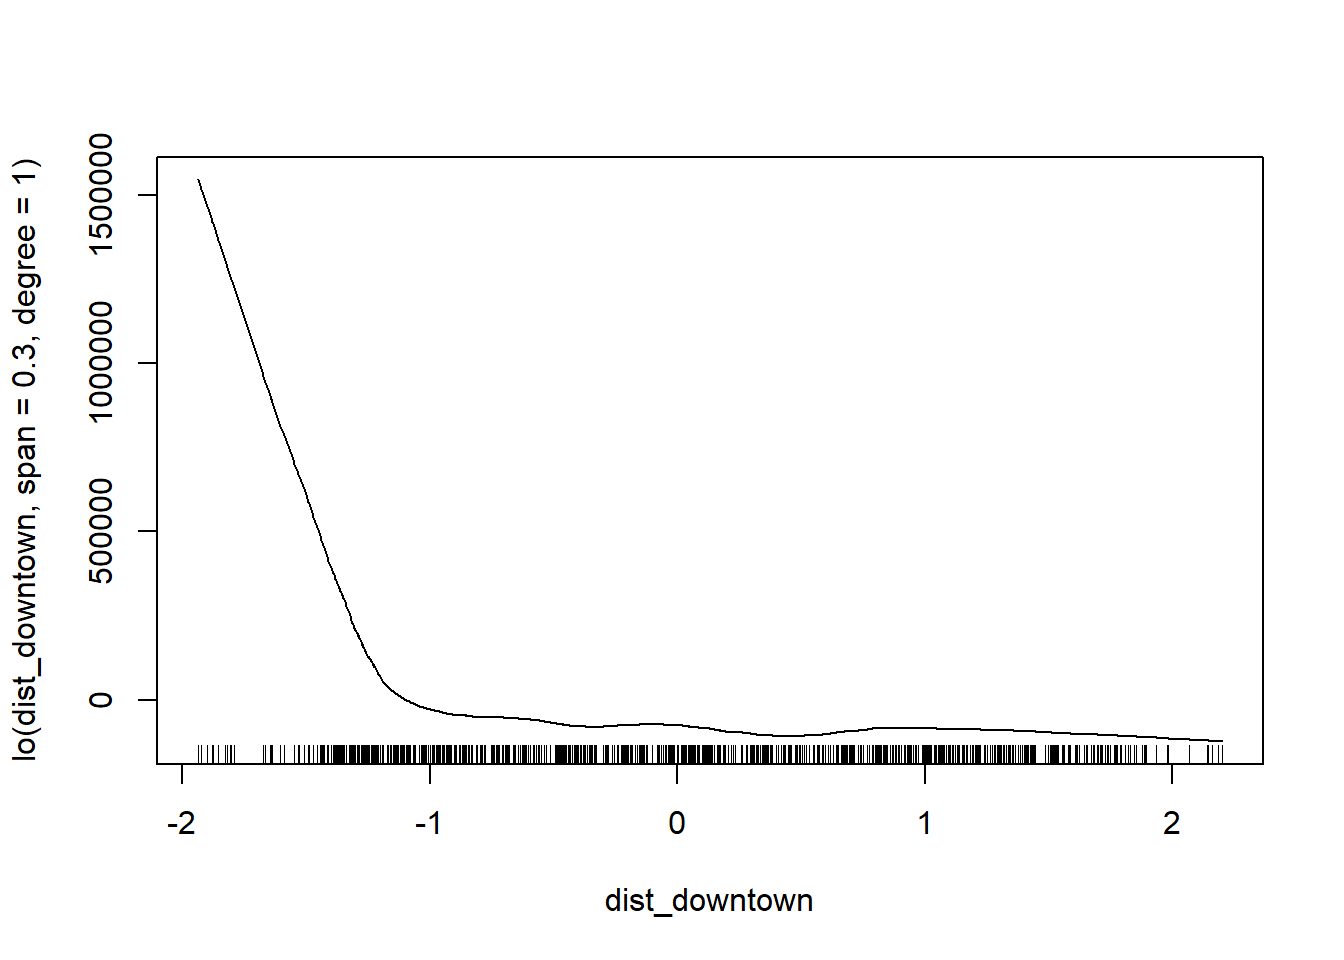 lo(dist_downtown, span = 0.3, degree = 1)
1500000
1000000
500000
0
-2 -1 0 1 2
dist_downtown